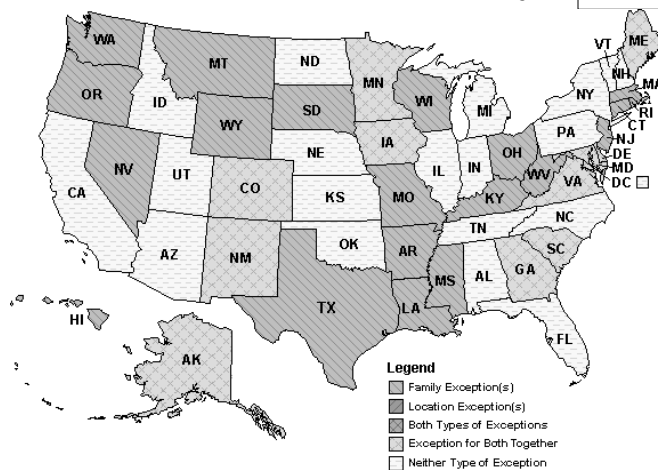 WA
MT
ND
MN
VT
ME
OR
ID
SD
WI
NH
MA
WY
MI
NY
RI
CT
NV
NE
IA
PA
NJ
UT
CO
IL
IN
OH
DE
MD
CA
KS
MO
WV
VA
DC
KY
NC
AZ
NM
OK
AR
TN
SC
TX
LA
MS
AL
GA
HI
FL
AK
Legend
Family Exception(s)
Location Exception(s)
Both Types of Exceptions
Exception for Both Together
Neither Type of Exception